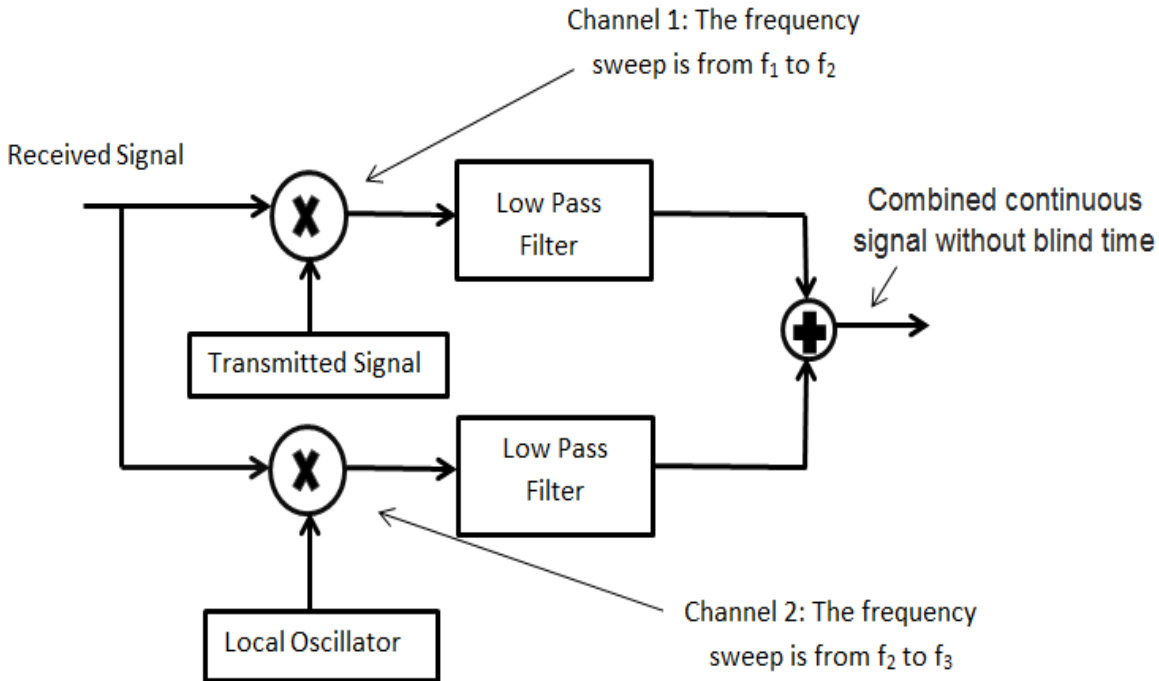 Channel 1: The frequency
sweep is from f₁ to f₂
Received Signal
Low Pass
Filter
Combined continuous
signal without blind time
Transmitted Signal
Low Pass
Filter
Local Oscillator
Channel 2: The frequency
sweep is from f₂ to f₃